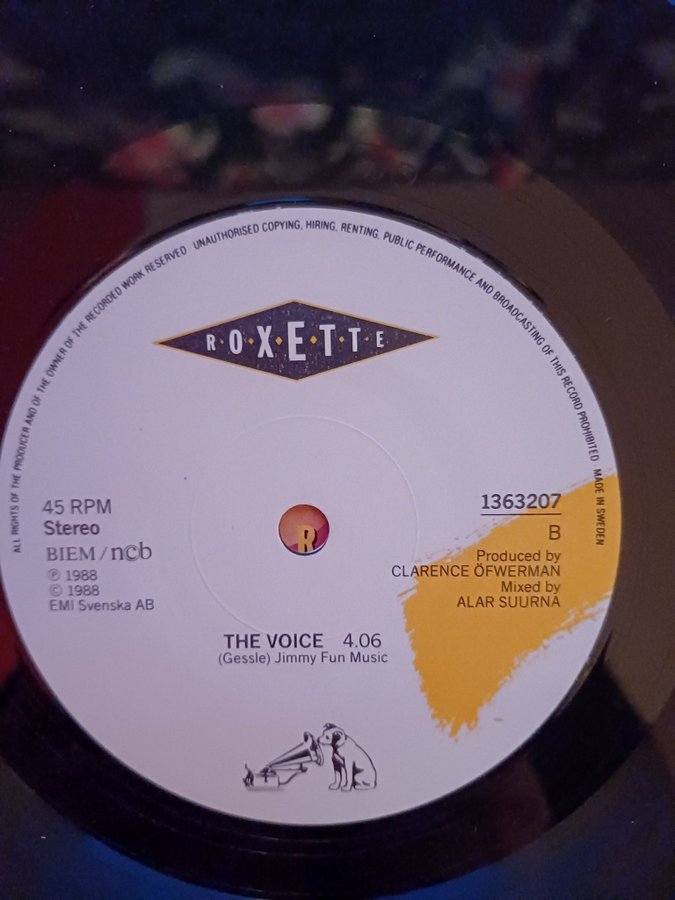 ALL RIGHTS OF THE PRODUCER AND OF THE OWNER OF THE RECORDED WORK RESERVED UNAUTHORISED COPYING, HIRING, RENTING, PUBLIC PERFORMANCE AND BROADCASTING OF THIS RECORD PROHIBITED MADE IN SWEDEN
R·O·X·E·T·T·E
45 RPM
Stereo
BIEM / ncb
℗ 1988
© 1988
EMI Svenska AB
R
1363207
B
Produced by
CLARENCE ÖFWERMAN
Mixed by
ALAR SUURNA
THE VOICE 4.06
(Gessle) Jimmy Fun Music